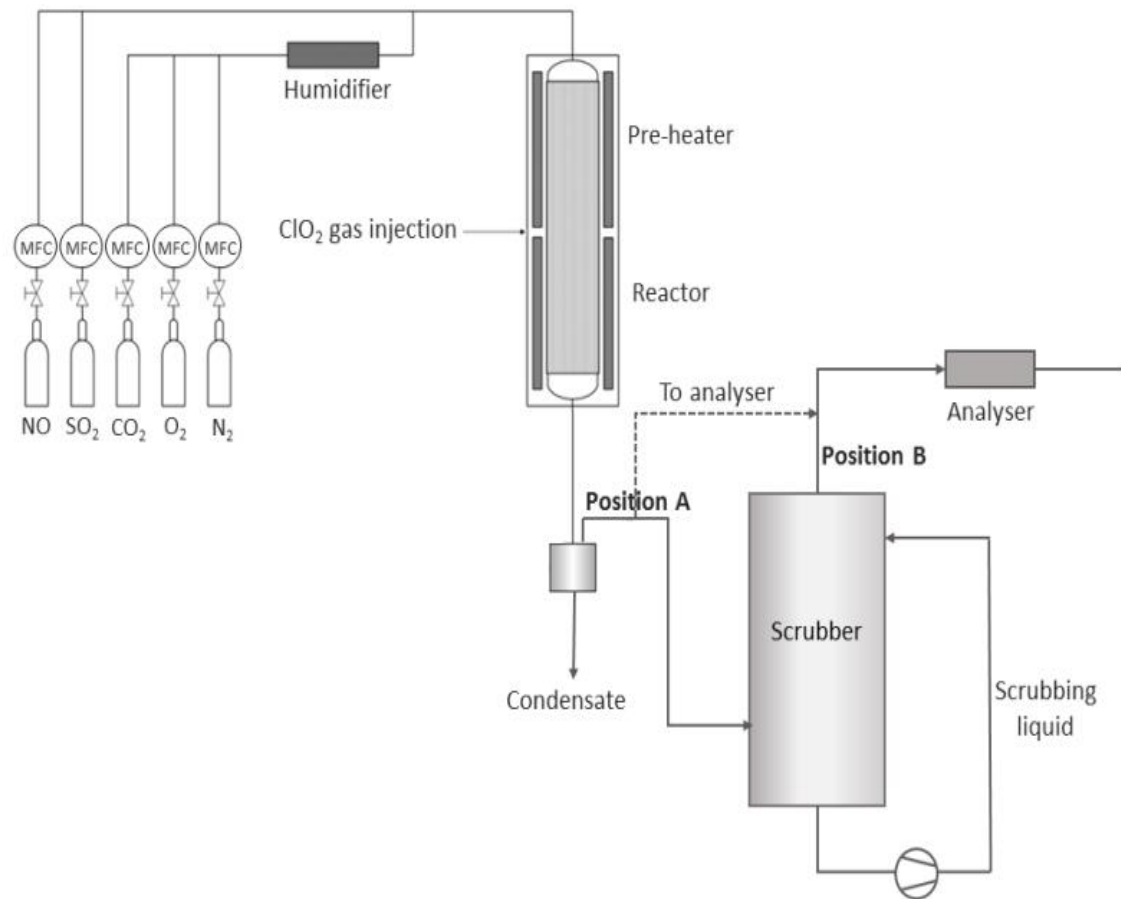 Humidifier
Pre-heater
ClO₂ gas injection
MFC MFC MFC MFC MFC
Reactor
To analyser
Analyser
NO SO₂ CO₂ O₂ N₂
Position B
Position A
Scrubber
Condensate
Scrubbing
liquid